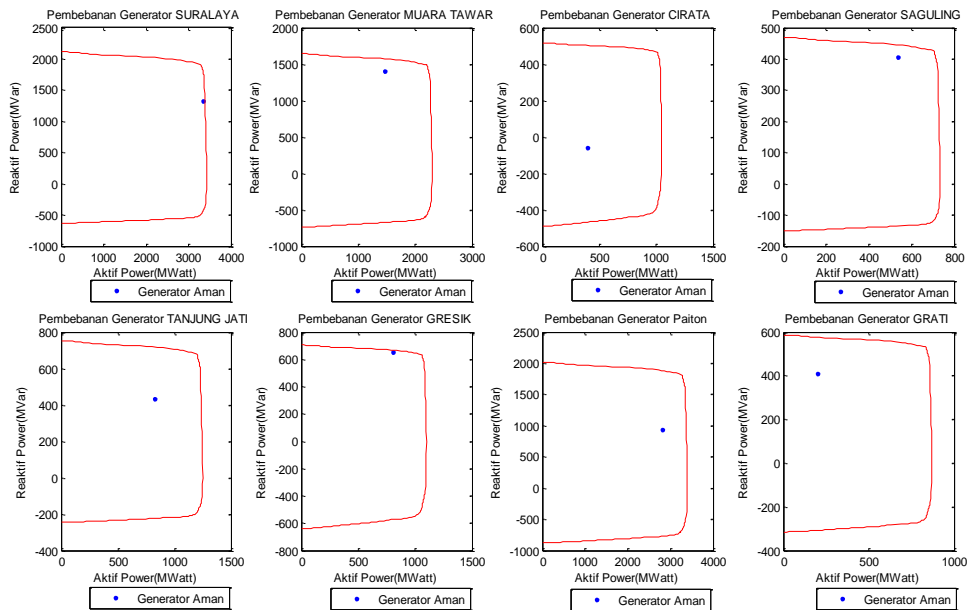 Pembebanan Generator SURALAYA
2500
2000
1500
1000
500
0
-500
-1000
Reaktif Power(MVar)
0 1000 2000 3000 4000
Aktif Power(MWatt)
Generator Aman
Pembebanan Generator MUARA TAWAR
2000
1500
1000
500
0
-500
-1000
Reaktif Power(MVar)
0 1000 2000 3000
Aktif Power(MWatt)
Generator Aman
Pembebanan Generator CIRATA
600
400
200
0
-200
-400
-600
Reaktif Power(MVar)
0 500 1000 1500
Aktif Power(MWatt)
Generator Aman
Pembebanan Generator SAGULING
500
400
300
200
100
0
-100
-200
Reaktif Power(MVar)
0 200 400 600 800
Aktif Power(MWatt)
Generator Aman
Pembebanan Generator TANJUNG JATI
800
600
400
200
0
-200
-400
Reaktif Power(MVar)
0 500 1000 1500
Aktif Power(MWatt)
Generator Aman
Pembebanan Generator GRESIK
800
600
400
200
0
-200
-400
-600
-800
Reaktif Power(MVar)
0 500 1000 1500
Aktif Power(MWatt)
Generator Aman
Pembebanan Generator Paiton
2500
2000
1500
1000
500
0
-500
-1000
Reaktif Power(MVar)
0 1000 2000 3000 4000
Aktif Power(MWatt)
Generator Aman
Pembebanan Generator GRATI
600
400
200
0
-200
-400
Reaktif Power(MVar)
0 500 1000
Aktif Power(MWatt)
Generator Aman